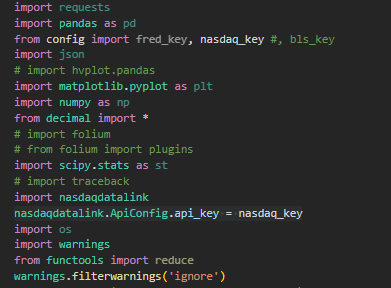 import requests
import pandas as pd
from config import fred_key, nasdaq_key #, bls_key
import json
# import hvplot.pandas
import matplotlib.pyplot as plt
import numpy as np
from decimal import *
# import folium
# from folium import plugins
import scipy.stats as st
# import traceback
import nasdaqdatalink
nasdaqdatalink.ApiConfig.api_key = nasdaq_key
import os
import warnings
from functools import reduce
warnings.filterwarnings('ignore')